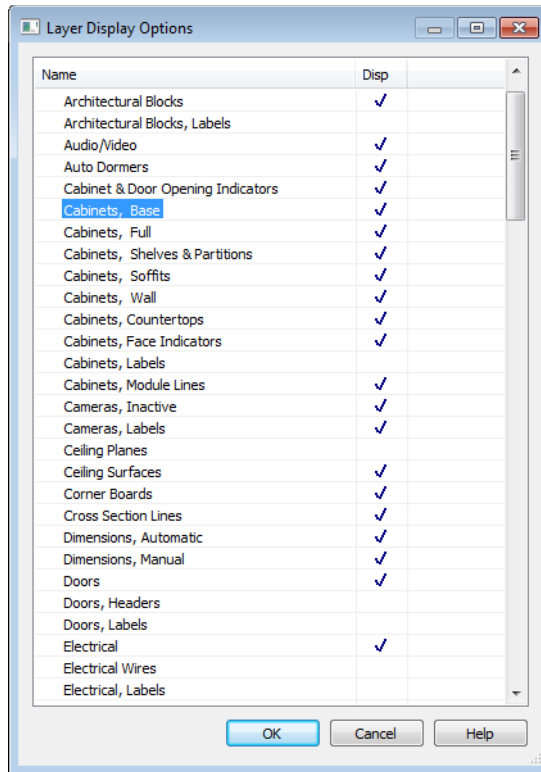 Layer Display Options
Name Disp
Architectural Blocks
Architectural Blocks, Labels
Audio/Video
Auto Dormers
Cabinet & Door Opening Indicators
Cabinets, Base
Cabinets, Full
Cabinets, Shelves & Partitions
Cabinets, Soffits
Cabinets, Wall
Cabinets, Countertops
Cabinets, Face Indicators
Cabinets, Labels
Cabinets, Module Lines
Cameras, Inactive
Cameras, Labels
Ceiling Planes
Ceiling Surfaces
Corner Boards
Cross Section Lines
Dimensions, Automatic
Dimensions, Manual
Doors
Doors, Headers
Doors, Labels
Electrical
Electrical Wires
Electrical, Labels
OK Cancel Help